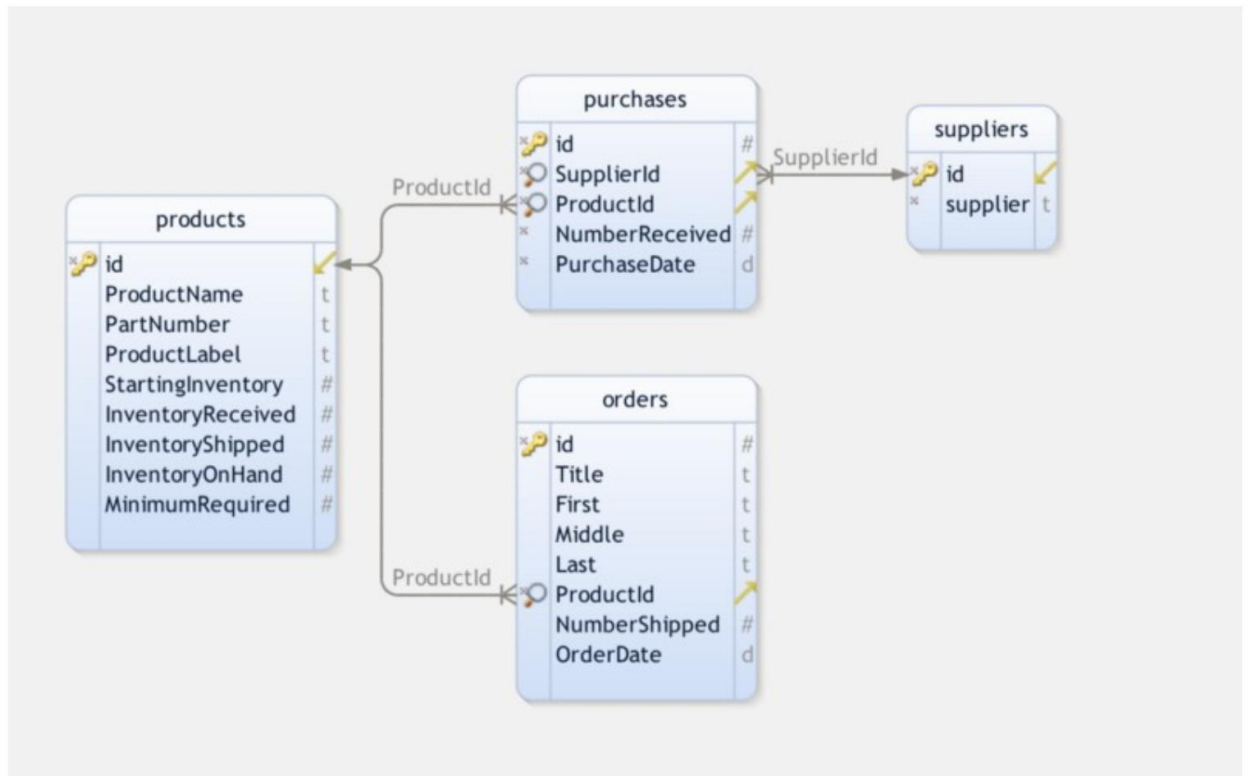 products
id
ProductName t
PartNumber t
ProductLabel t
StartingInventory #
InventoryReceived #
InventoryShipped #
InventoryOnHand #
MinimumRequired #
ProductId
purchases
id #
SupplierId
ProductId
NumberReceived #
PurchaseDate d
SupplierId
suppliers
id
supplier t
ProductId
orders
id #
Title t
First t
Middle t
Last t
ProductId
NumberShipped #
OrderDate d